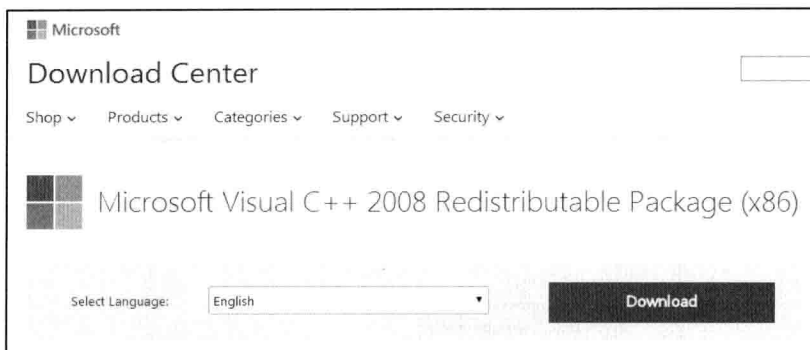 Microsoft
Download Center
Shop Products Categories Support Security
Microsoft Visual C++ 2008 Redistributable Package (x86)
Select Language: English Download